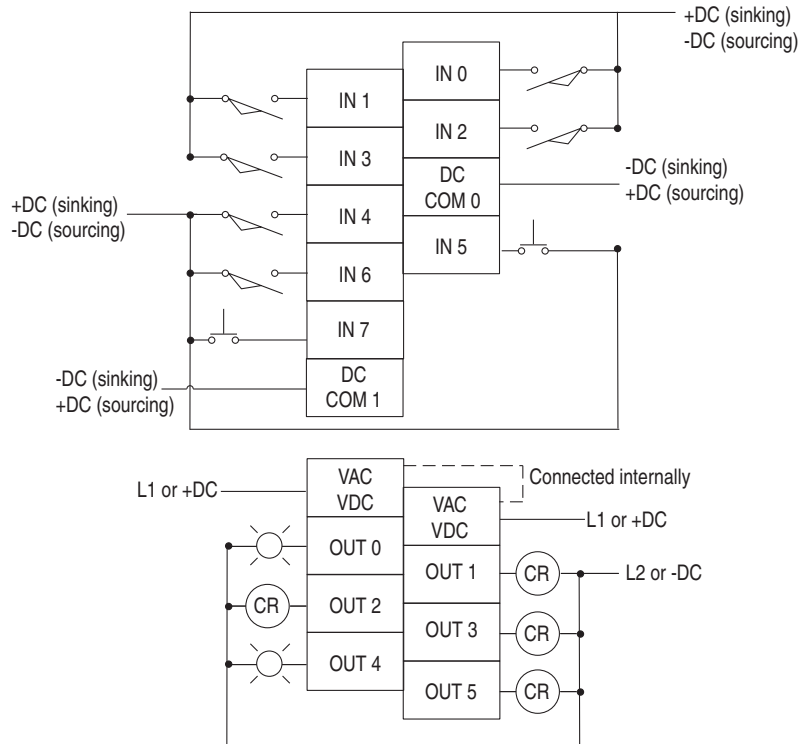 +DC (sinking)
-DC (sourcing)
IN 0
IN 1
IN 2
IN 3
DC
COM 0
-DC (sinking)
+DC (sourcing)
+DC (sinking)
-DC (sourcing)
IN 4
IN 5
IN 6
IN 7
DC
COM 1
-DC (sinking)
+DC (sourcing)
VAC
VDC
Connected internally
L1 or +DC
VAC
VDC
L1 or +DC
OUT 0
OUT 1
CR
L2 or -DC
CR
OUT 2
OUT 3
CR
OUT 4
OUT 5
CR